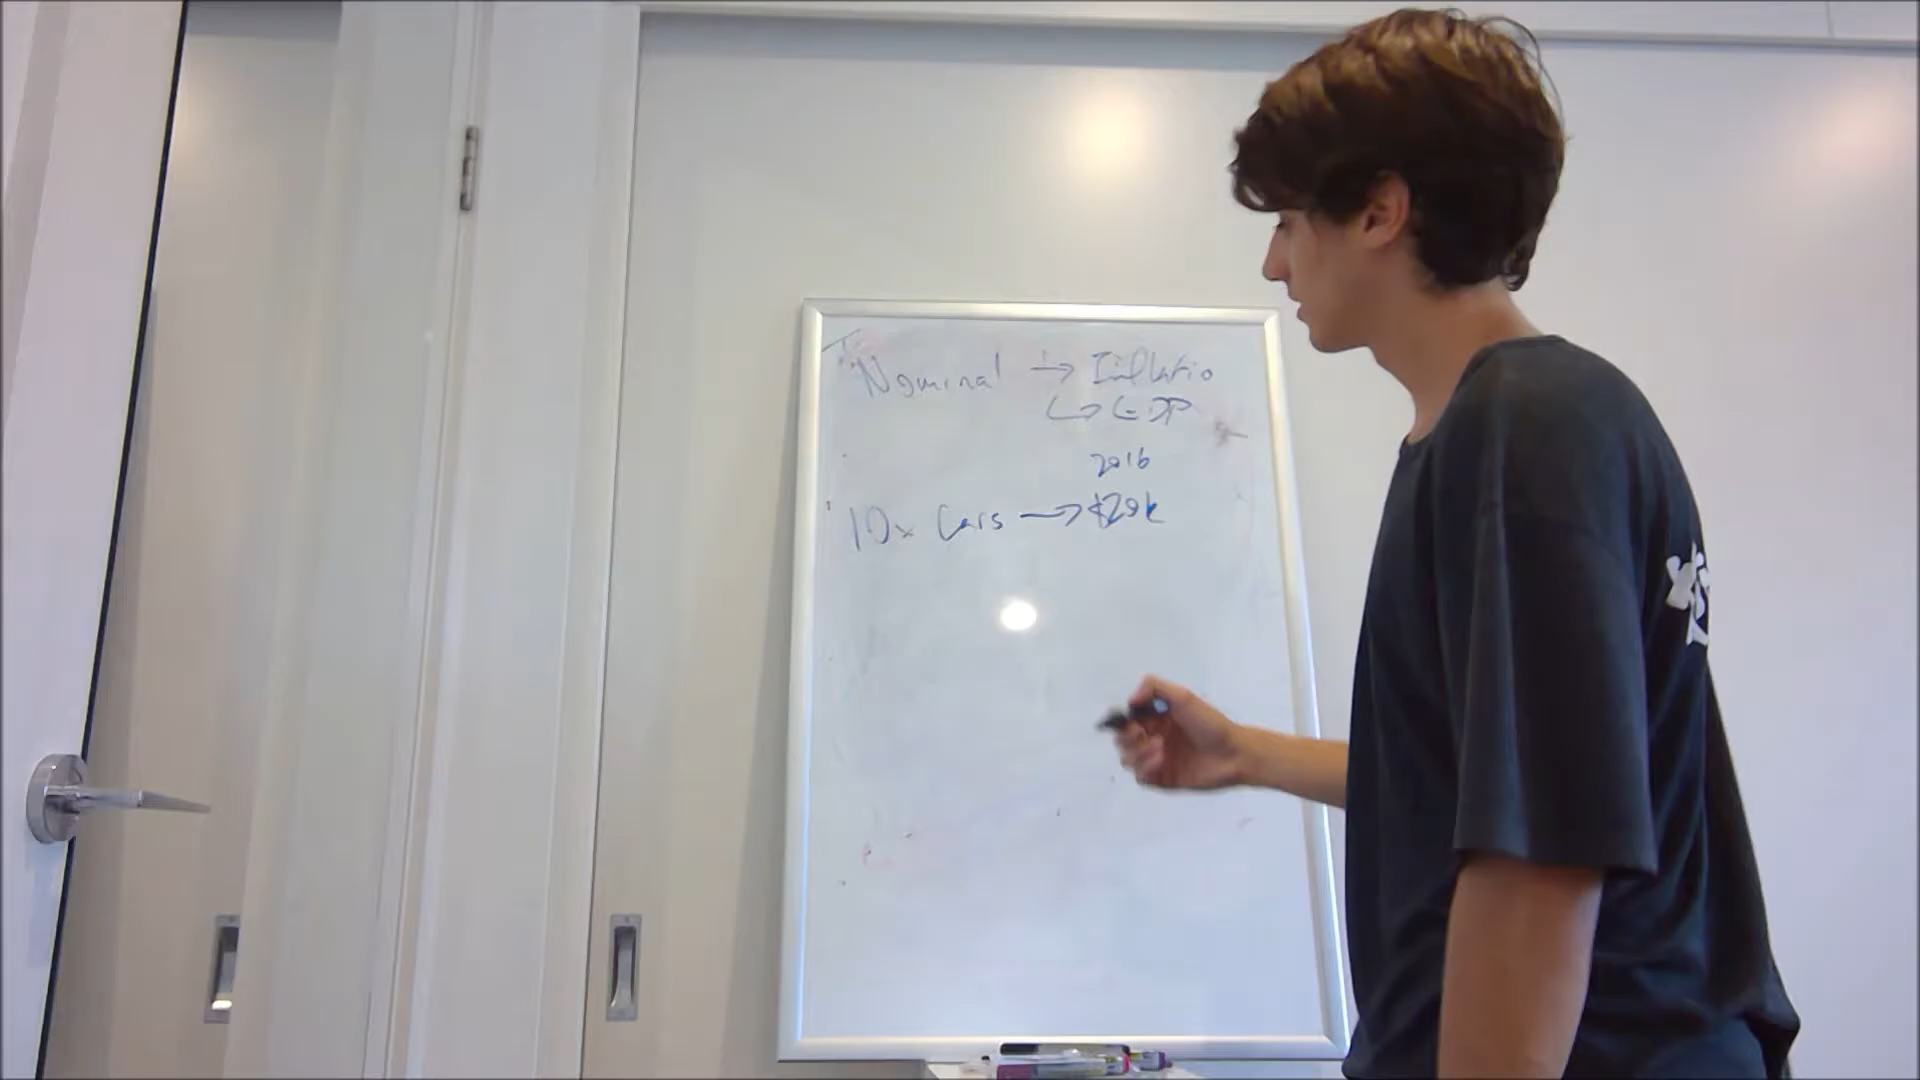 Nominal → Inflatio
↳ GDP
2016
10x Cars → $20k